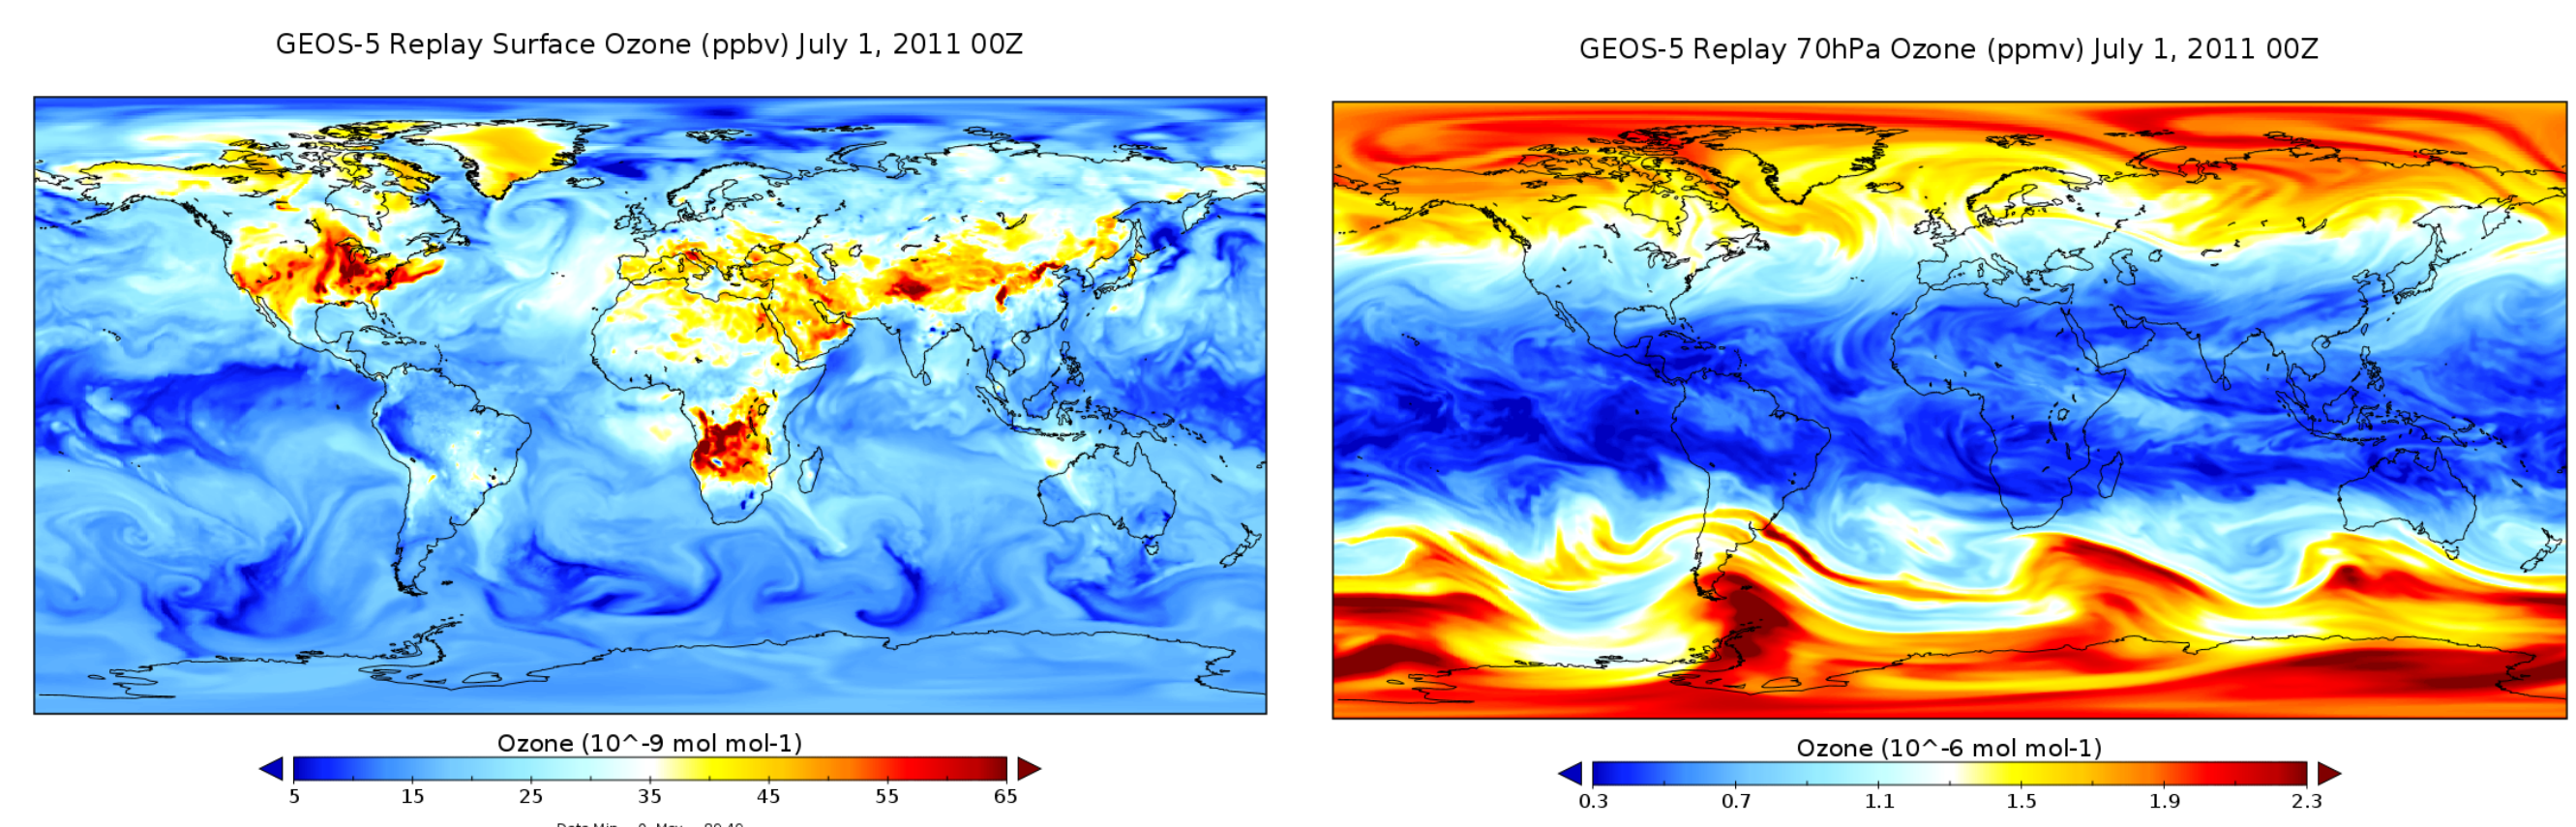 GEOS-5 Replay Surface Ozone (ppbv) July 1, 2011 00Z
Ozone (10^-9 mol mol-1)
5 15 25 35 45 55 65
GEOS-5 Replay 70hPa Ozone (ppmv) July 1, 2011 00Z
Ozone (10^-6 mol mol-1)
0.3 0.7 1.1 1.5 1.9 2.3